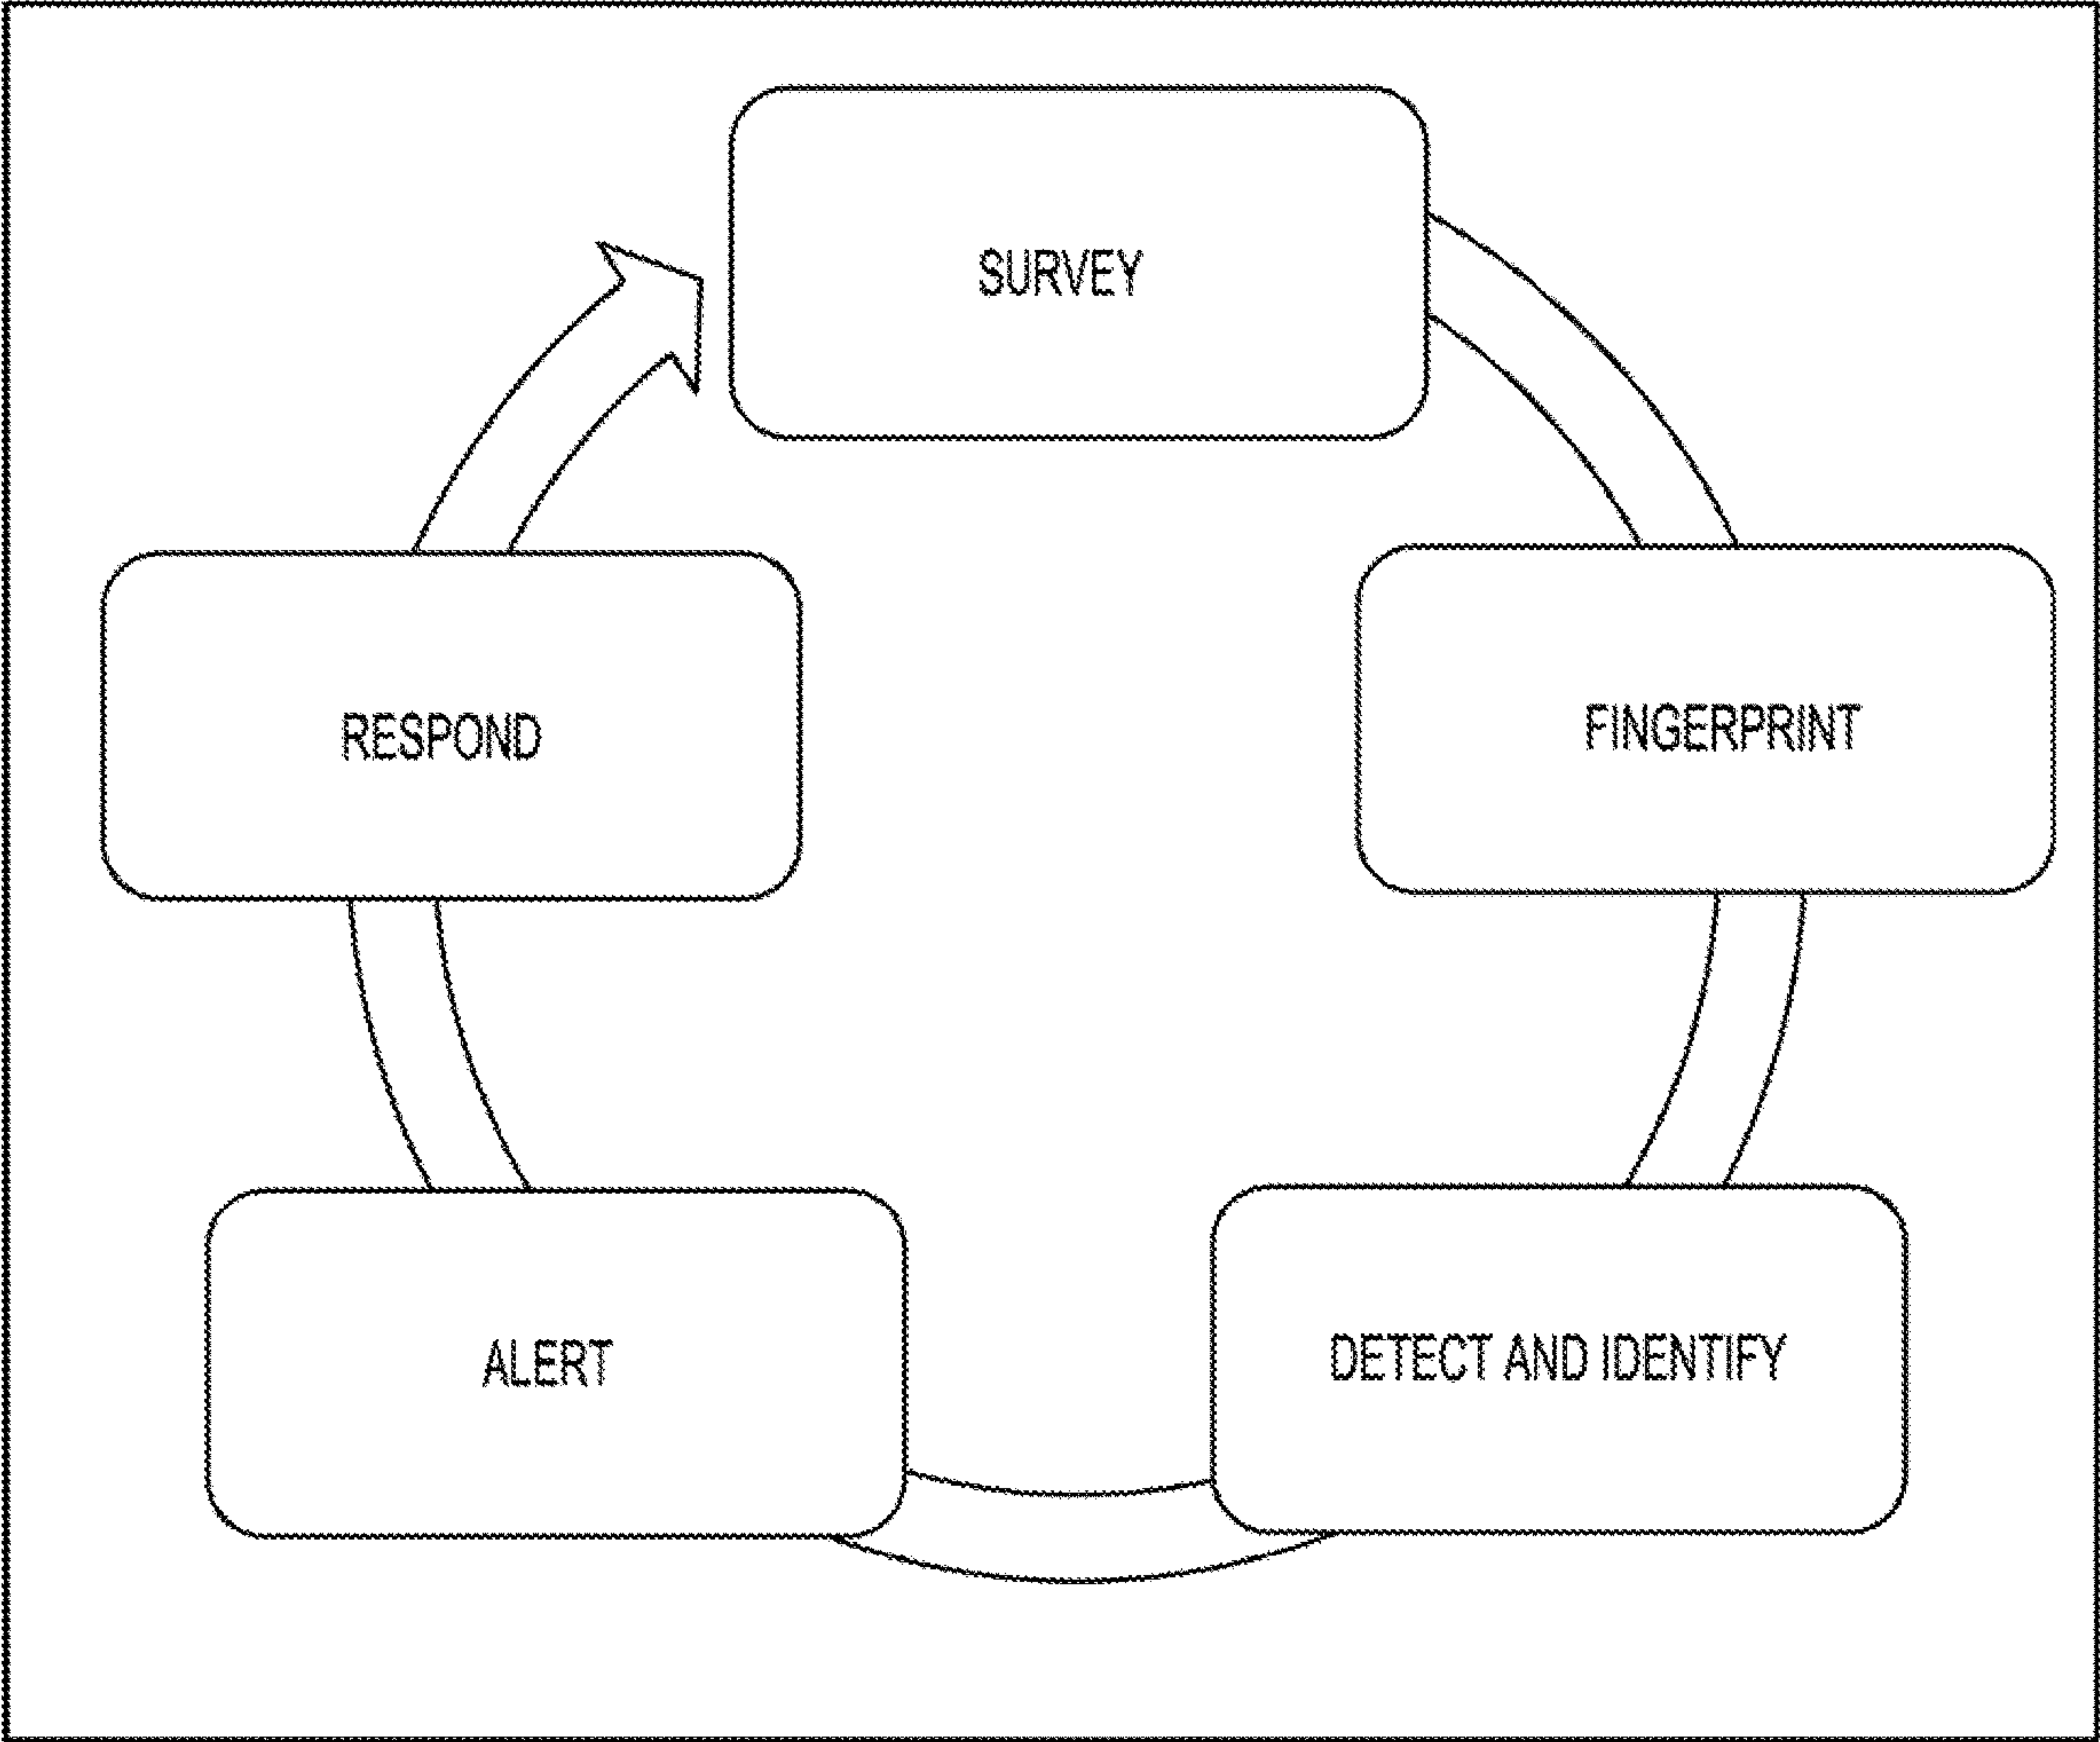 SURVEY
FINGERPRINT
DETECT AND IDENTIFY
ALERT
RESPOND